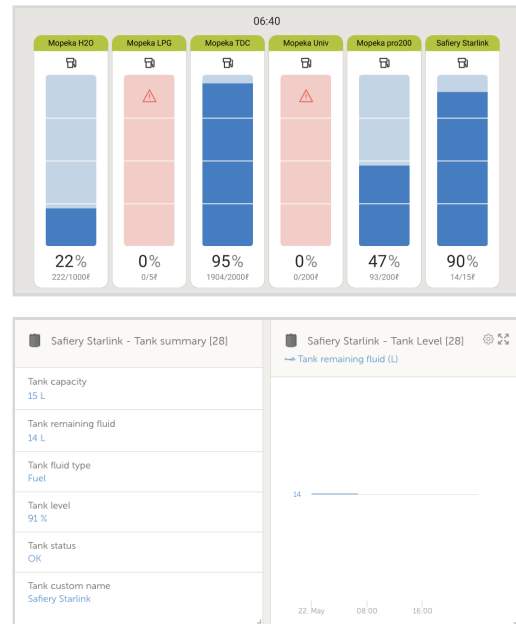 06:40
Mopeka H2O Mopeka LPG Mopeka TDC Mopeka Univ Mopeka pro200 Safiery Starlink
22% 0% 95% 0% 47% 90%
222/1000ℓ 0/5ℓ 1904/2000ℓ 0/200ℓ 93/200ℓ 14/15ℓ
Safiery Starlink - Tank summary [28]
Tank capacity
15 L
Tank remaining fluid
14 L
Tank fluid type
Fuel
Tank level
91 %
Tank status
OK
Tank custom name
Safiery Starlink
Safiery Starlink - Tank Level [28]
Tank remaining fluid (L)
14
22. May 08:00 16:00